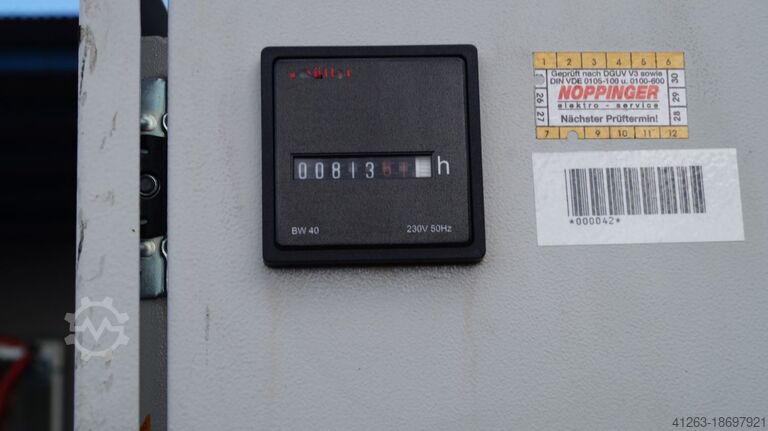 00813 h
BW 40
230V 50Hz
1 2 3 4 5 6
Geprüft nach DGUV V3 sowie
DIN VDE 0105-100 u. 0100-600
NÖPPINGER
elektro - service
Nächster Prüftermin!
26 27
30 29 28
7 9 10 11 12
*000042*
41263-18697921